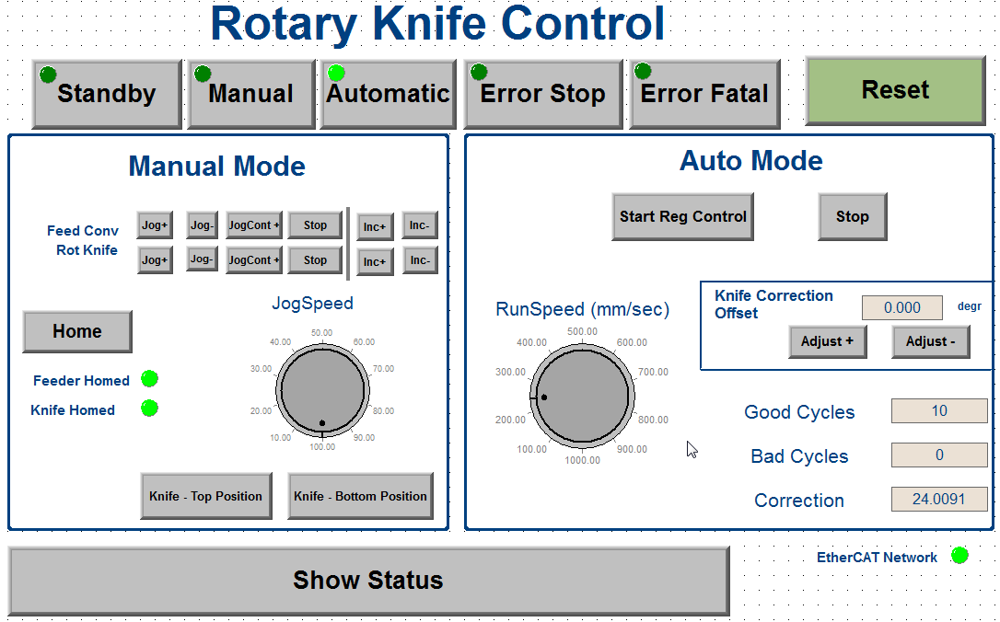 Rotary Knife Control
Standby Manual Automatic Error Stop Error Fatal Reset
Manual Mode
Feed Conv Jog+ Jog- JogCont + Stop Inc+ Inc-
Rot Knife Jog+ Jog- JogCont + Stop Inc+ Inc-
JogSpeed
Home
50.00
40.00 60.00
30.00 70.00
20.00 80.00
10.00 90.00
100.00
Feeder Homed
Knife Homed
Knife - Top Position Knife - Bottom Position
Auto Mode
Start Reg Control Stop
RunSpeed (mm/sec)
500.00
400.00 600.00
300.00 700.00
200.00 800.00
100.00 900.00
1000.00
Knife Correction
Offset 0.000 degr
Adjust + Adjust -
Good Cycles 10
Bad Cycles 0
Correction 24.0091
Show Status
EtherCAT Network